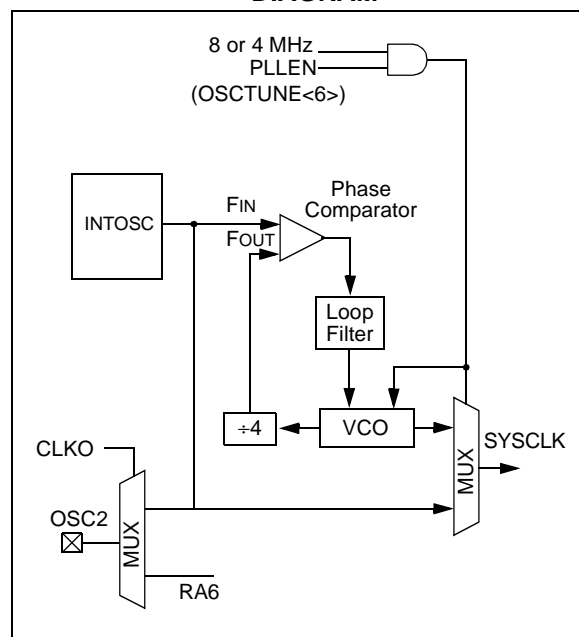 8 or 4 MHz
PLLEN
(OSCTUNE<6>)
Phase
Comparator
INTOSC
FIN
FOUT
Loop
Filter
÷4
VCO
MUX
SYSCLK
CLKO
OSC2
MUX
RA6